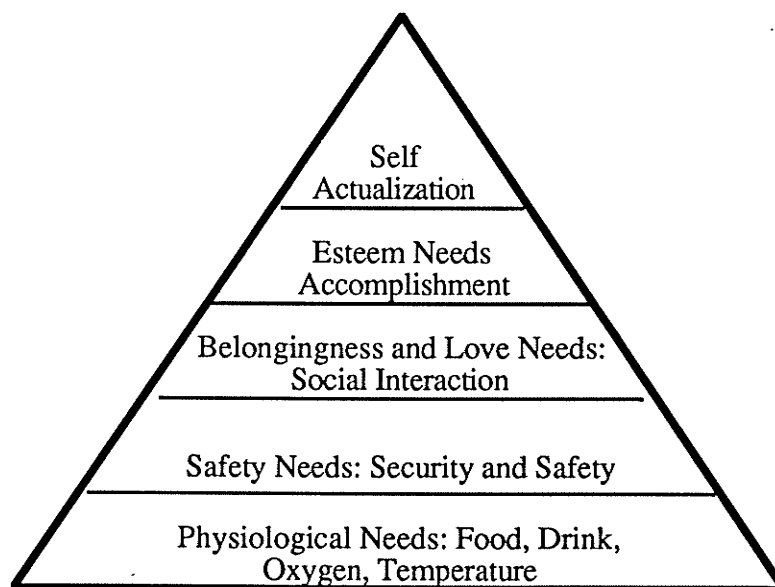 Self
Actualization
Esteem Needs
Accomplishment
Belongingness and Love Needs:
Social Interaction
Safety Needs: Security and Safety
Physiological Needs: Food, Drink,
Oxygen, Temperature